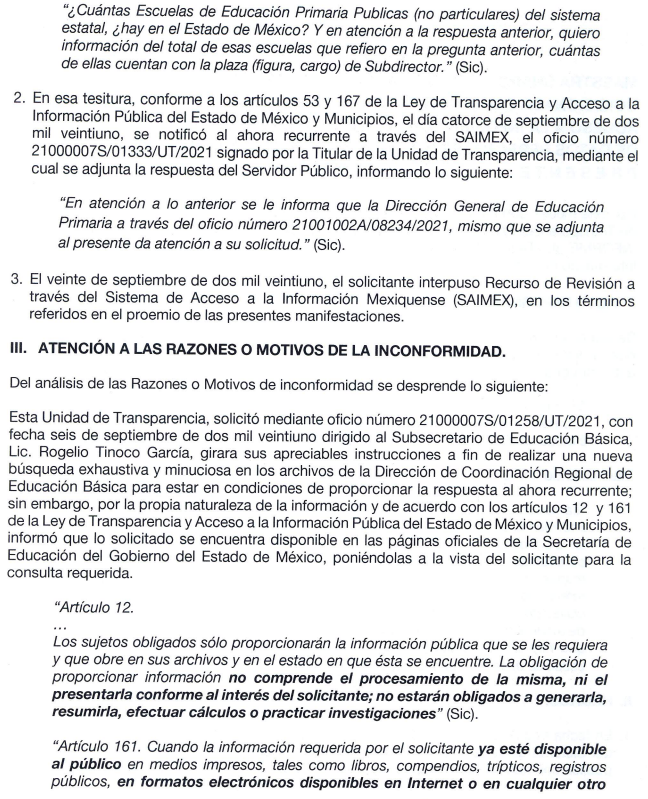 “¿Cuántas Escuelas de Educación Primaria Publicas (no particulares) del sistema
estatal, ¿hay en el Estado de México? Y en atención a la respuesta anterior, quiero
información del total de esas escuelas que refiero en la pregunta anterior, cuántas
de ellas cuentan con la plaza (figura, cargo) de Subdirector.” (Sic).
2. En esa tesitura, conforme a los artículos 53 y 167 de la Ley de Transparencia y Acceso a la
Información Pública del Estado de México y Municipios, el día catorce de septiembre de dos
mil veintiuno, se notificó al ahora recurrente a través del SAIMEX, el oficio número
21000007S/01333/UT/2021 signado por la Titular de la Unidad de Transparencia, mediante el
cual se adjunta la respuesta del Servidor Público, informando lo siguiente:
“En atención a lo anterior se le informa que la Dirección General de Educación
Primaria a través del oficio número 21001002A/08234/2021, mismo que se adjunta
al presente da atención a su solicitud.” (Sic).
3. El veinte de septiembre de dos mil veintiuno, el solicitante interpuso Recurso de Revisión a
través del Sistema de Acceso a la Información Mexiquense (SAIMEX), en los términos
referidos en el proemio de las presentes manifestaciones.
III. ATENCIÓN A LAS RAZONES O MOTIVOS DE LA INCONFORMIDAD.
Del análisis de las Razones o Motivos de inconformidad se desprende lo siguiente:
Esta Unidad de Transparencia, solicitó mediante oficio número 21000007S/01258/UT/2021, con
fecha seis de septiembre de dos mil veintiuno dirigido al Subsecretario de Educación Básica,
Lic. Rogelio Tinoco García, girara sus apreciables instrucciones a fin de realizar una nueva
búsqueda exhaustiva y minuciosa en los archivos de la Dirección de Coordinación Regional de
Educación Básica para estar en condiciones de proporcionar la respuesta al ahora recurrente;
sin embargo, por la propia naturaleza de la información y de acuerdo con los artículos 12 y 161
de la Ley de Transparencia y Acceso a la Información Pública del Estado de México y Municipios,
informó que lo solicitado se encuentra disponible en las páginas oficiales de la Secretaría de
Educación del Gobierno del Estado de México, poniéndolas a la vista del solicitante para la
consulta requerida.
“Artículo 12.
…
Los sujetos obligados sólo proporcionarán la información pública que se les requiera
y que obre en sus archivos y en el estado en que ésta se encuentre. La obligación de
proporcionar información no comprende el procesamiento de la misma, ni el
presentarla conforme al interés del solicitante; no estarán obligados a generarla,
resumirla, efectuar cálculos o practicar investigaciones” (Sic).
“Artículo 161. Cuando la información requerida por el solicitante ya esté disponible
al público en medios impresos, tales como libros, compendios, trípticos, registros
públicos, en formatos electrónicos disponibles en Internet o en cualquier otro